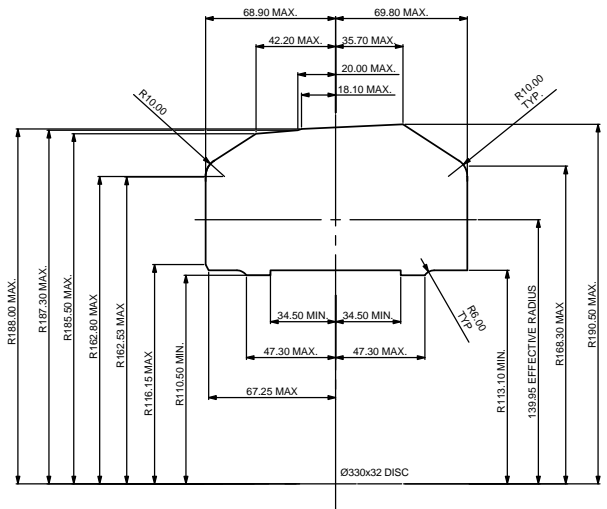 68.90 MAX.
69.80 MAX.
42.20 MAX.
35.70 MAX.
20.00 MAX.
18.10 MAX.
R10.00
R10.00
TYP.
R188.00 MAX.
R187.30 MAX.
R185.50 MAX.
R162.80 MAX
R162.53 MAX
R116.15 MAX
R110.50 MIN.
34.50 MIN.
34.50 MIN.
R6.00
TYP
47.30 MAX.
47.30 MAX.
67.25 MAX
R113.10 MIN.
139.95 EFFECTIVE RADIUS
R168.30 MAX
R190.50 MAX.
Ø330x32 DISC